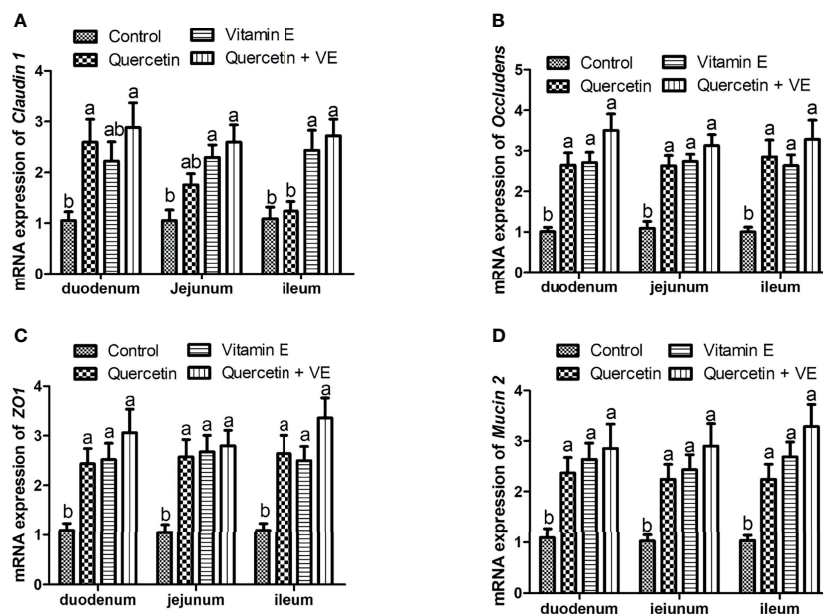 A
Control
Vitamin E
Quercetin
Quercetin + VE
mRNA expression of Claudin 1
4
3
2
1
0
b a ab a
b ab a a
b b a a
duodenum Jejunum ileum
B
Control
Vitamin E
Quercetin
Quercetin + VE
mRNA expression of Occludens
5
4
3
2
1
0
b a a a
b a a a
b a a a
duodenum jejunum ileum
C
Control
Vitamin E
Quercetin
Quercetin + VE
mRNA expression of ZO1
4
3
2
1
0
b a a a
b a a a
b a a a
duodenum jejunum ileum
D
Control
Vitamin E
Quercetin
Quercetin + VE
mRNA expression of Mucin 2
4
3
2
1
0
b a a a
b a a a
b a a a
duodenum jejunum ileum